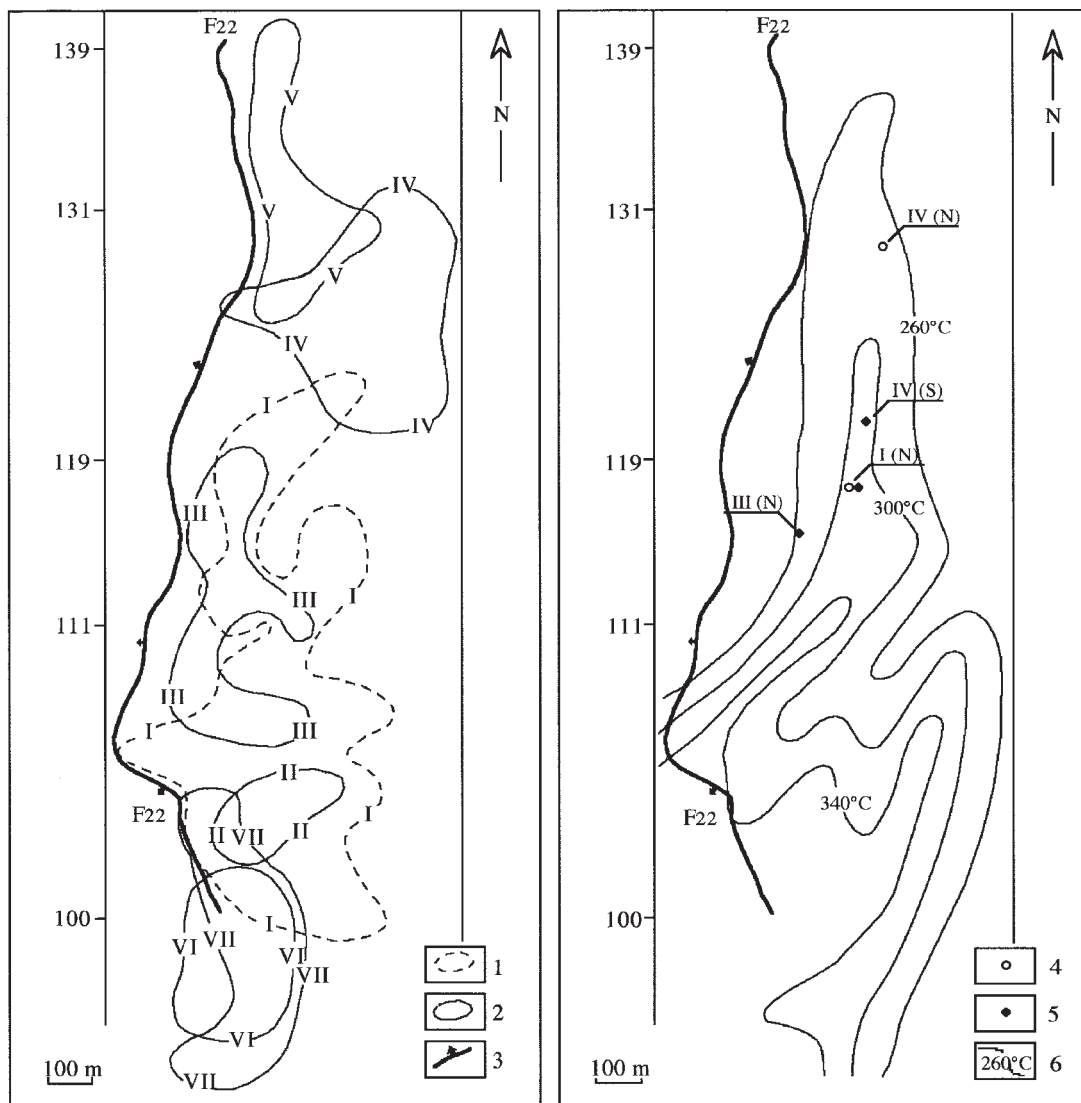 F22
139
V
N
V
IV
131
V
V
IV
I
IV
119
III
III
I
111
III
I
III
II
I
F22
II
VII
II
100
I
VI
VII
VI
VII
VI
VII
1
2
3
100 m
F22
139
N
131
IV (N)
260°C
IV (S)
119
I (N)
III (N)
300°C
111
340°C
F22
100
4
5
260°C 6
100 m